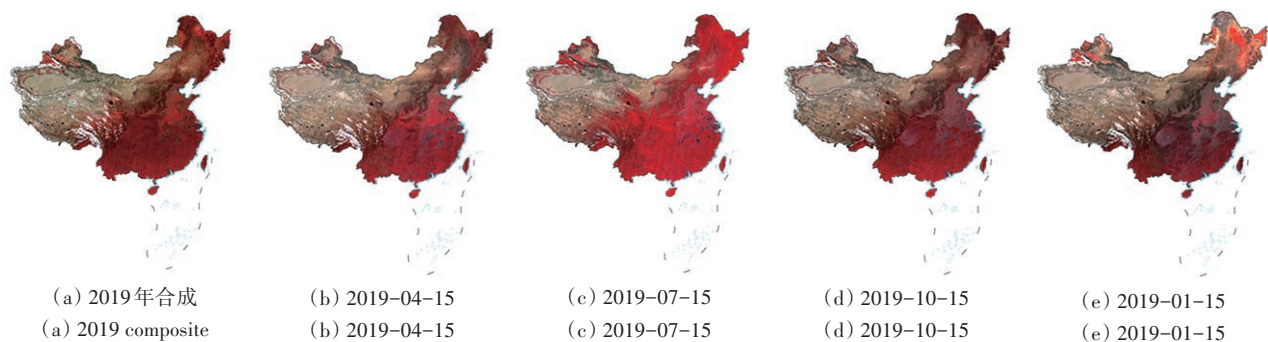 (a) 2019年合成
(b) 2019-04-15
(c) 2019-07-15
(d) 2019-10-15
(e) 2019-01-15
(a) 2019 composite
(b) 2019-04-15
(c) 2019-07-15
(d) 2019-10-15
(e) 2019-01-15